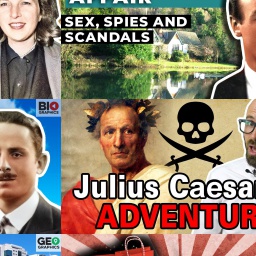 AFFAIR
SEX, SPIES AND
SCANDALS
BIO
GRAPHICS
Julius Caesar
ADVENTUR
GEO
GRAPHICS